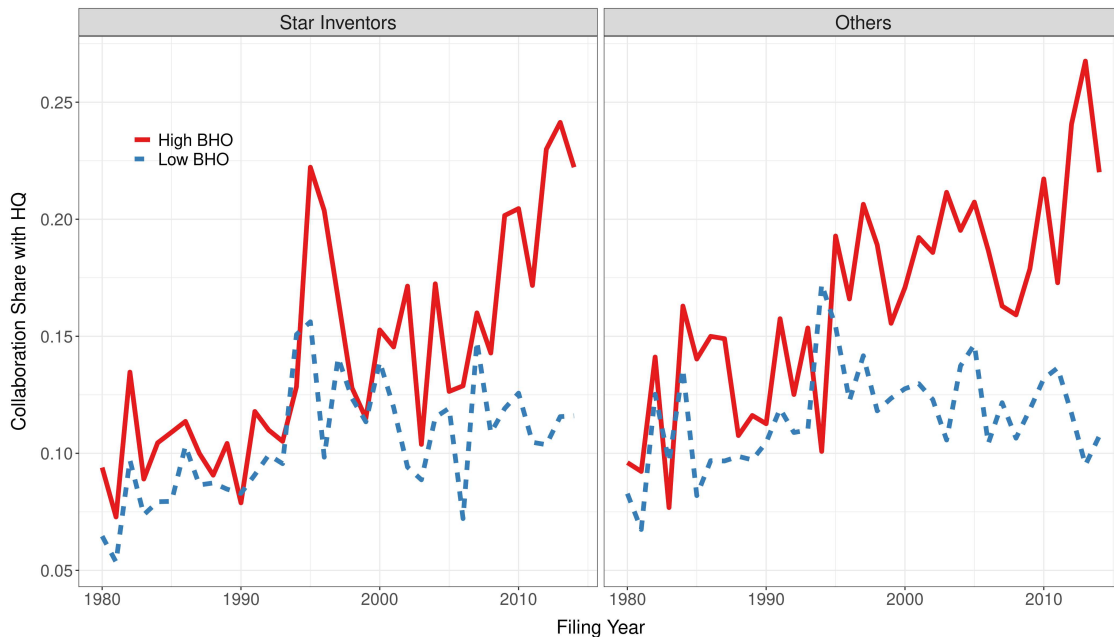 Star Inventors
Others
High BHO
Low BHO
Collaboration Share with HQ
0.25
0.20
0.15
0.10
0.05
1980
1990
2000
2010
1980
1990
2000
2010
Filing Year